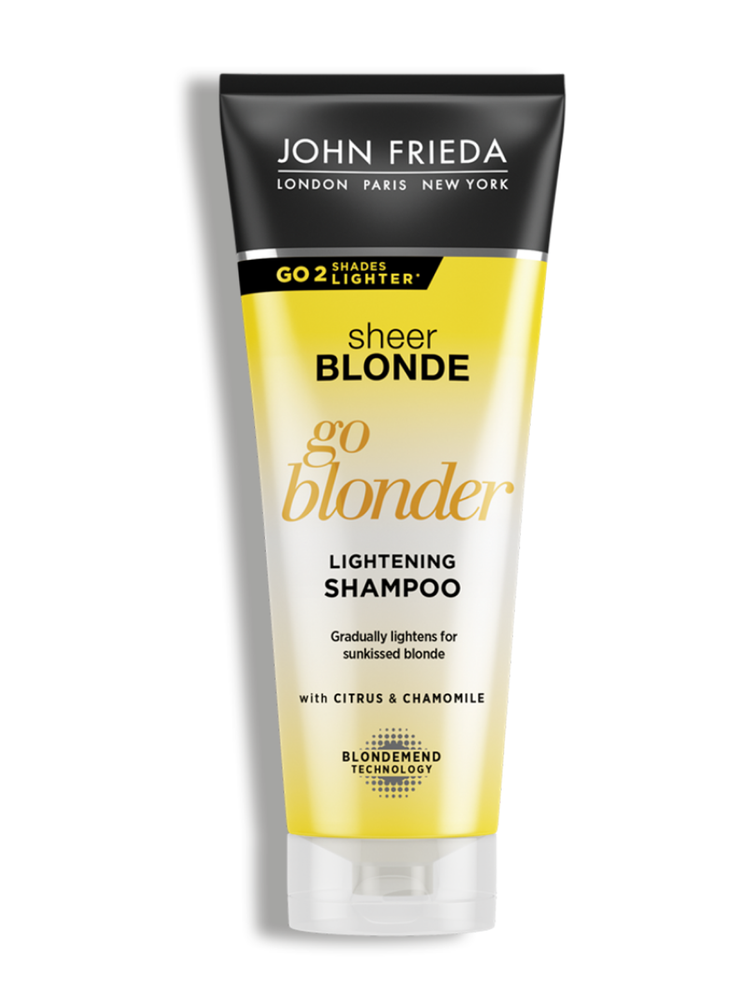 JOHN FRIEDA
LONDON PARIS NEW YORK
GO 2 SHADES
LIGHTER*
sheer
BLONDE
go
blonder
LIGHTENING
SHAMPOO
Gradually lightens for
sunkissed blonde
with CITRUS & CHAMOMILE
BLONDEMEND
TECHNOLOGY